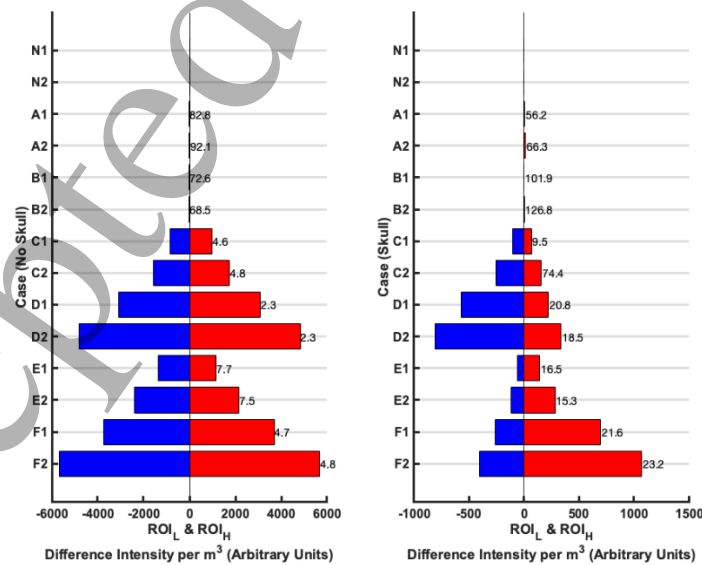 Case (No Skull)
N1
N2
A1 82.8
A2 92.1
B1 72.6
B2 68.5
C1 4.6
C2 4.8
D1 2.3
D2 2.3
E1 7.7
E2 7.5
F1 4.7
F2 4.8
-6000 -4000 -2000 0 2000 4000 6000
ROI_L & ROI_H
Difference Intensity per m³ (Arbitrary Units)
Case (Skull)
N1
N2
A1 56.2
A2 66.3
B1 101.9
B2 126.8
C1 9.5
C2 74.4
D1 20.8
D2 18.5
E1 16.5
E2 15.3
F1 21.6
F2 23.2
-1000 -500 0 500 1000 1500
ROI_L & ROI_H
Difference Intensity per m³ (Arbitrary Units)
cepted